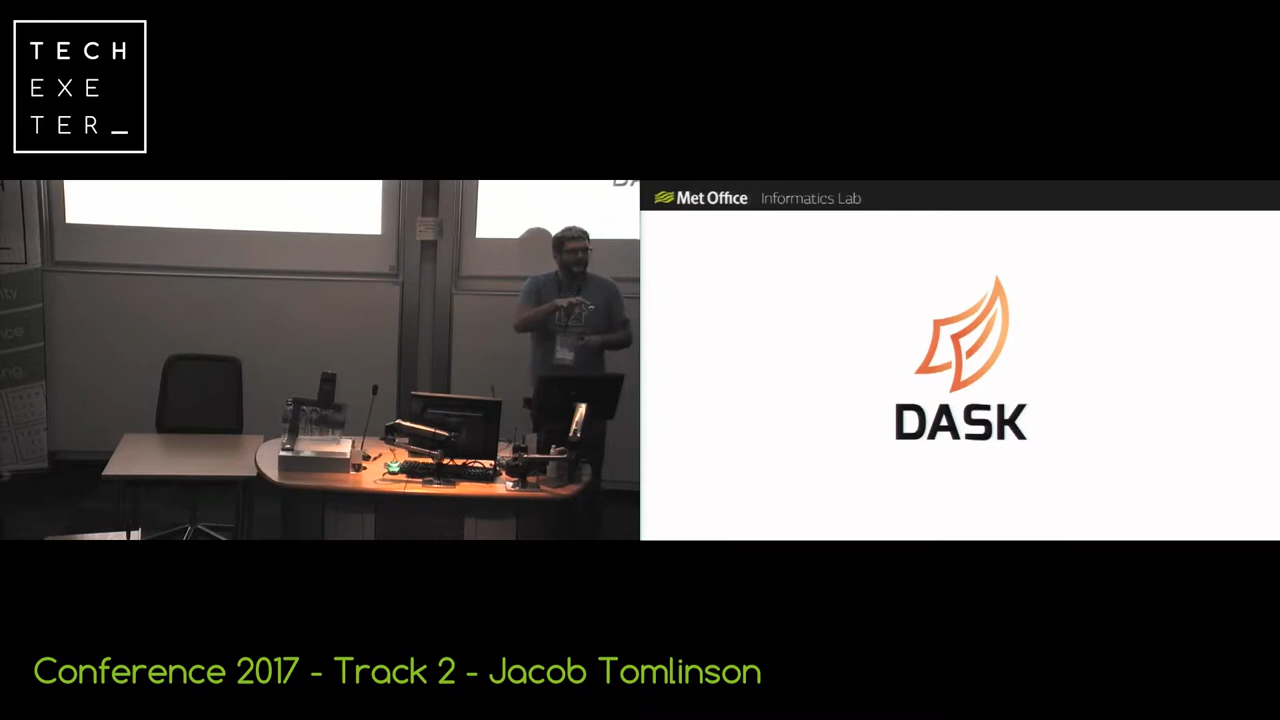 TECH
EXE
TER_
Met Office Informatics Lab
DASK
Conference 2017 - Track 2 - Jacob Tomlinson